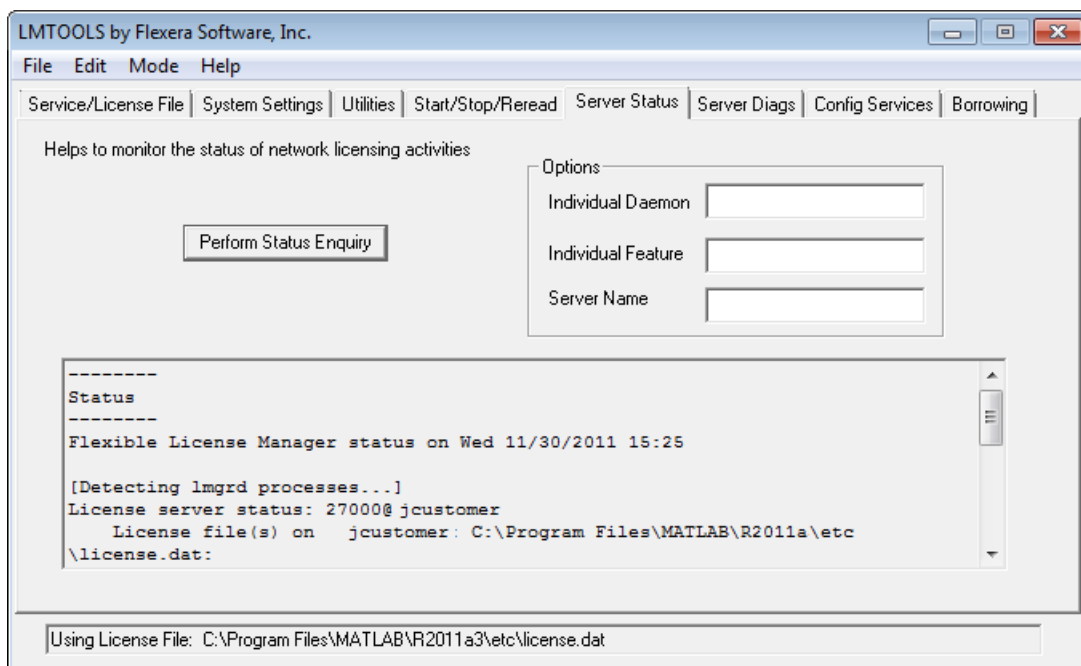 LMTOOLS by Flexera Software, Inc.
File Edit Mode Help
Service/License File System Settings Utilities Start/Stop/Reread Server Status Server Diags Config Services Borrowing
Helps to monitor the status of network licensing activities
Options
Individual Daemon
Perform Status Enquiry
Individual Feature
Server Name
--------
Status
--------
Flexible License Manager status on Wed 11/30/2011 15:25
[Detecting lmgrd processes...]
License server status: 27000@jcustomer
License file(s) on jcustomer: C:\Program Files\MATLAB\R2011a\etc
\license.dat:
Using License File: C:\Program Files\MATLAB\R2011a3\etc\license.dat